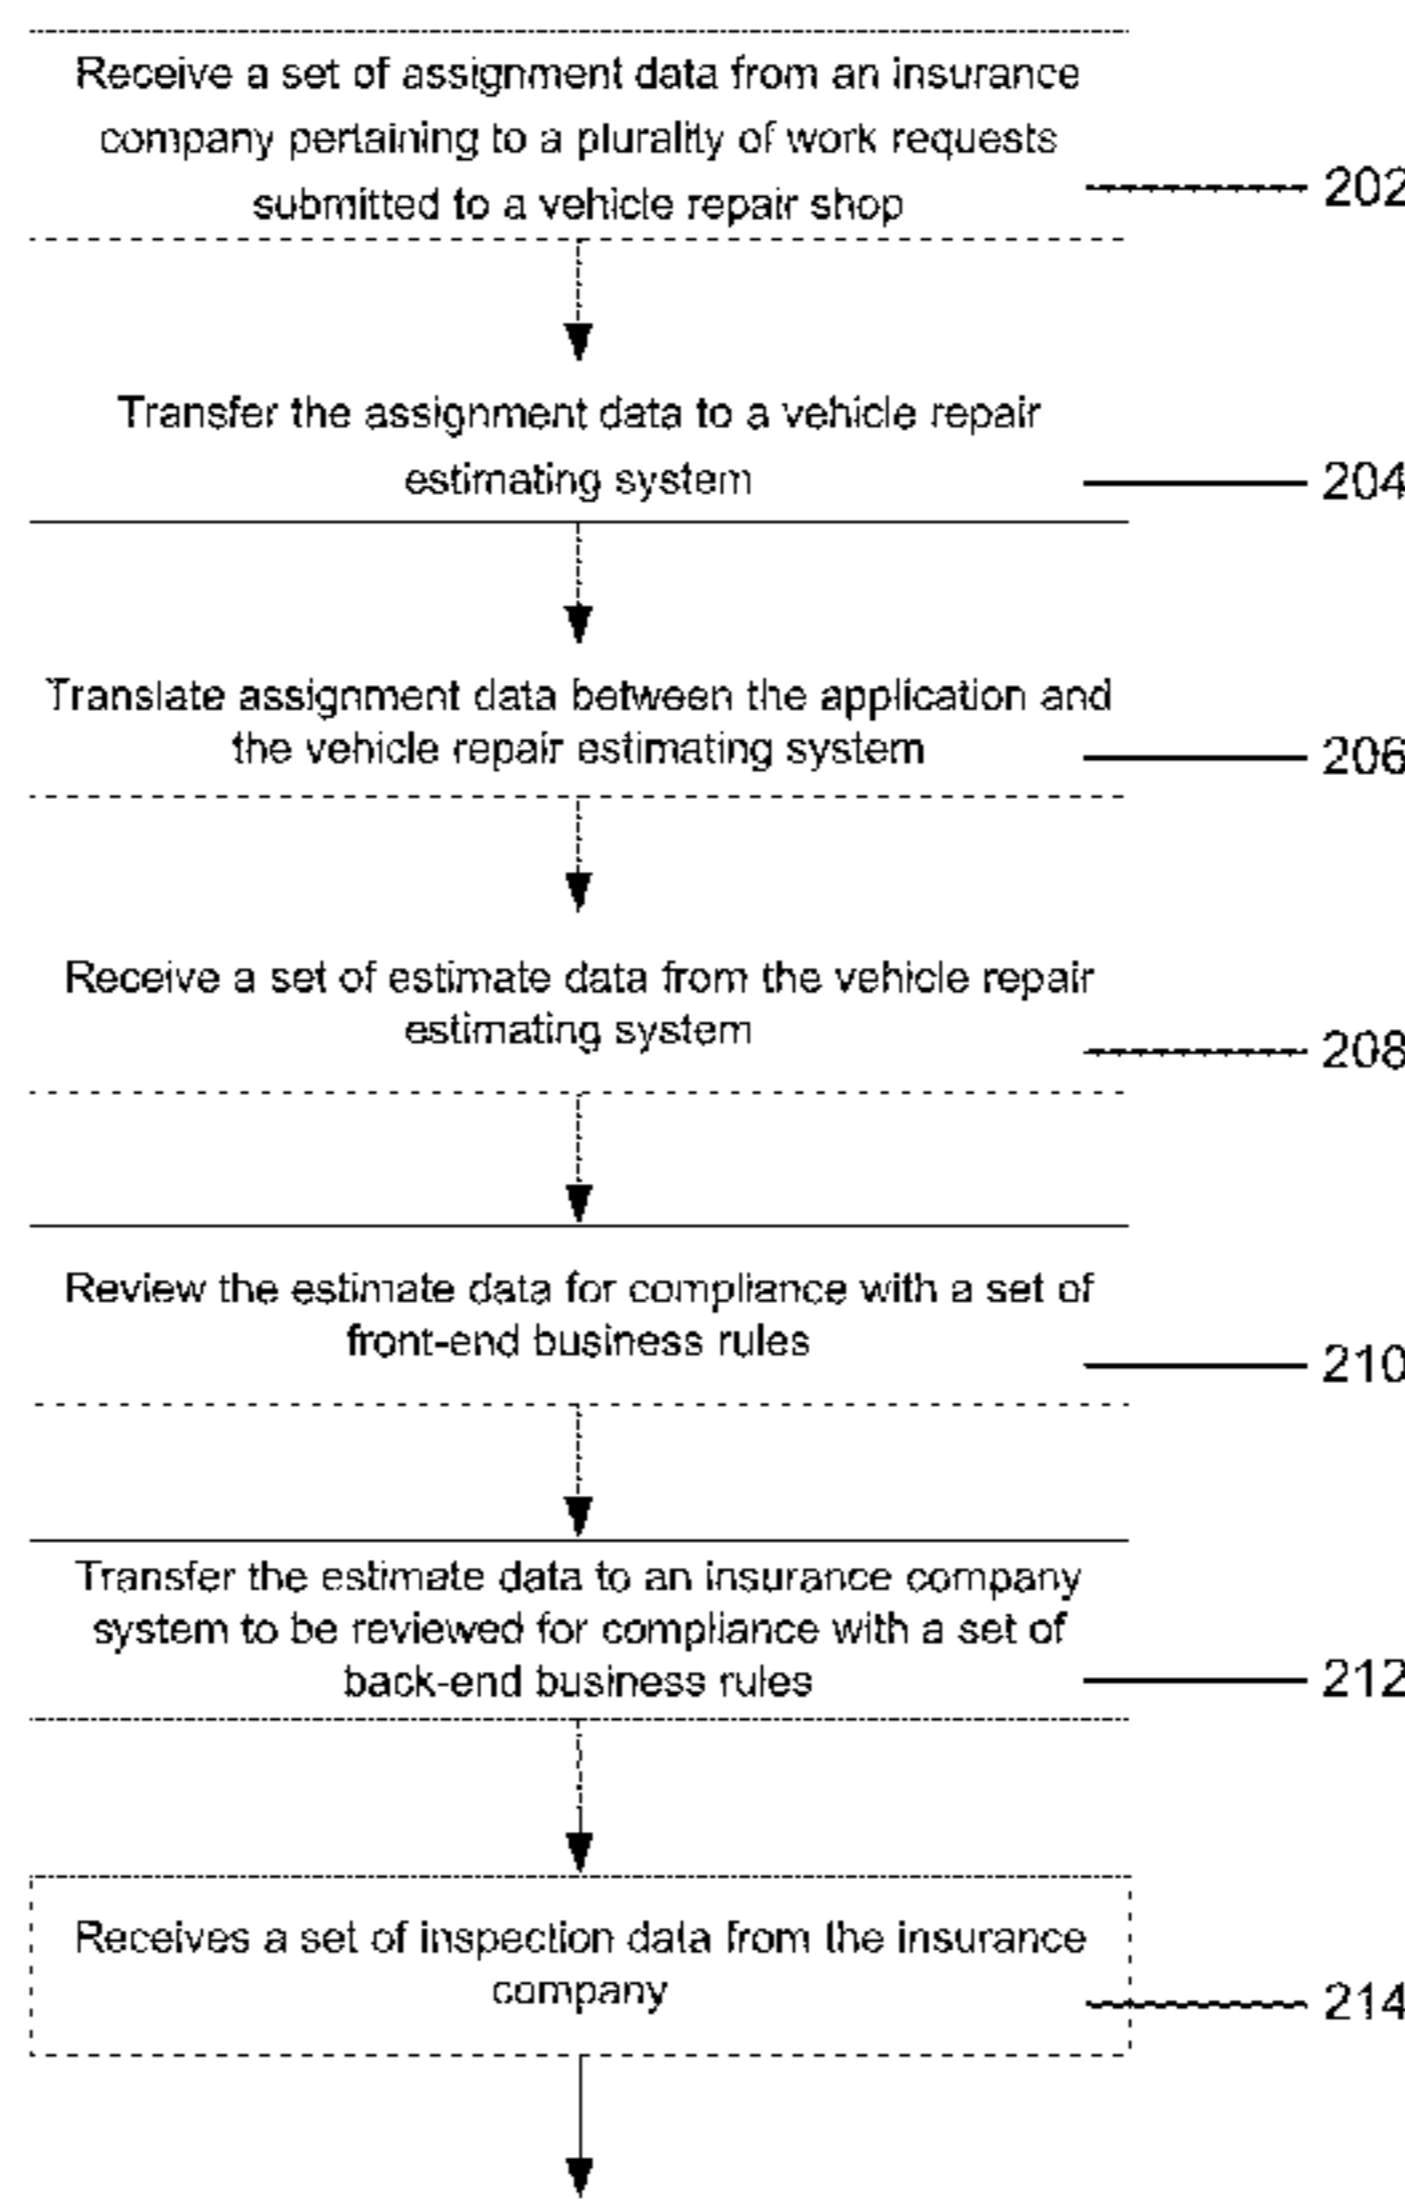 Receive a set of assignment data from an insurance
company pertaining to a plurality of work requests
submitted to a vehicle repair shop
202
Transfer the assignment data to a vehicle repair
estimating system
204
Translate assignment data between the application and
the vehicle repair estimating system
206
Receive a set of estimate data from the vehicle repair
estimating system
208
Review the estimate data for compliance with a set of
front-end business rules
210
Transfer the estimate data to an insurance company
system to be reviewed for compliance with a set of
back-end business rules
212
Receives a set of inspection data from the insurance
company
214